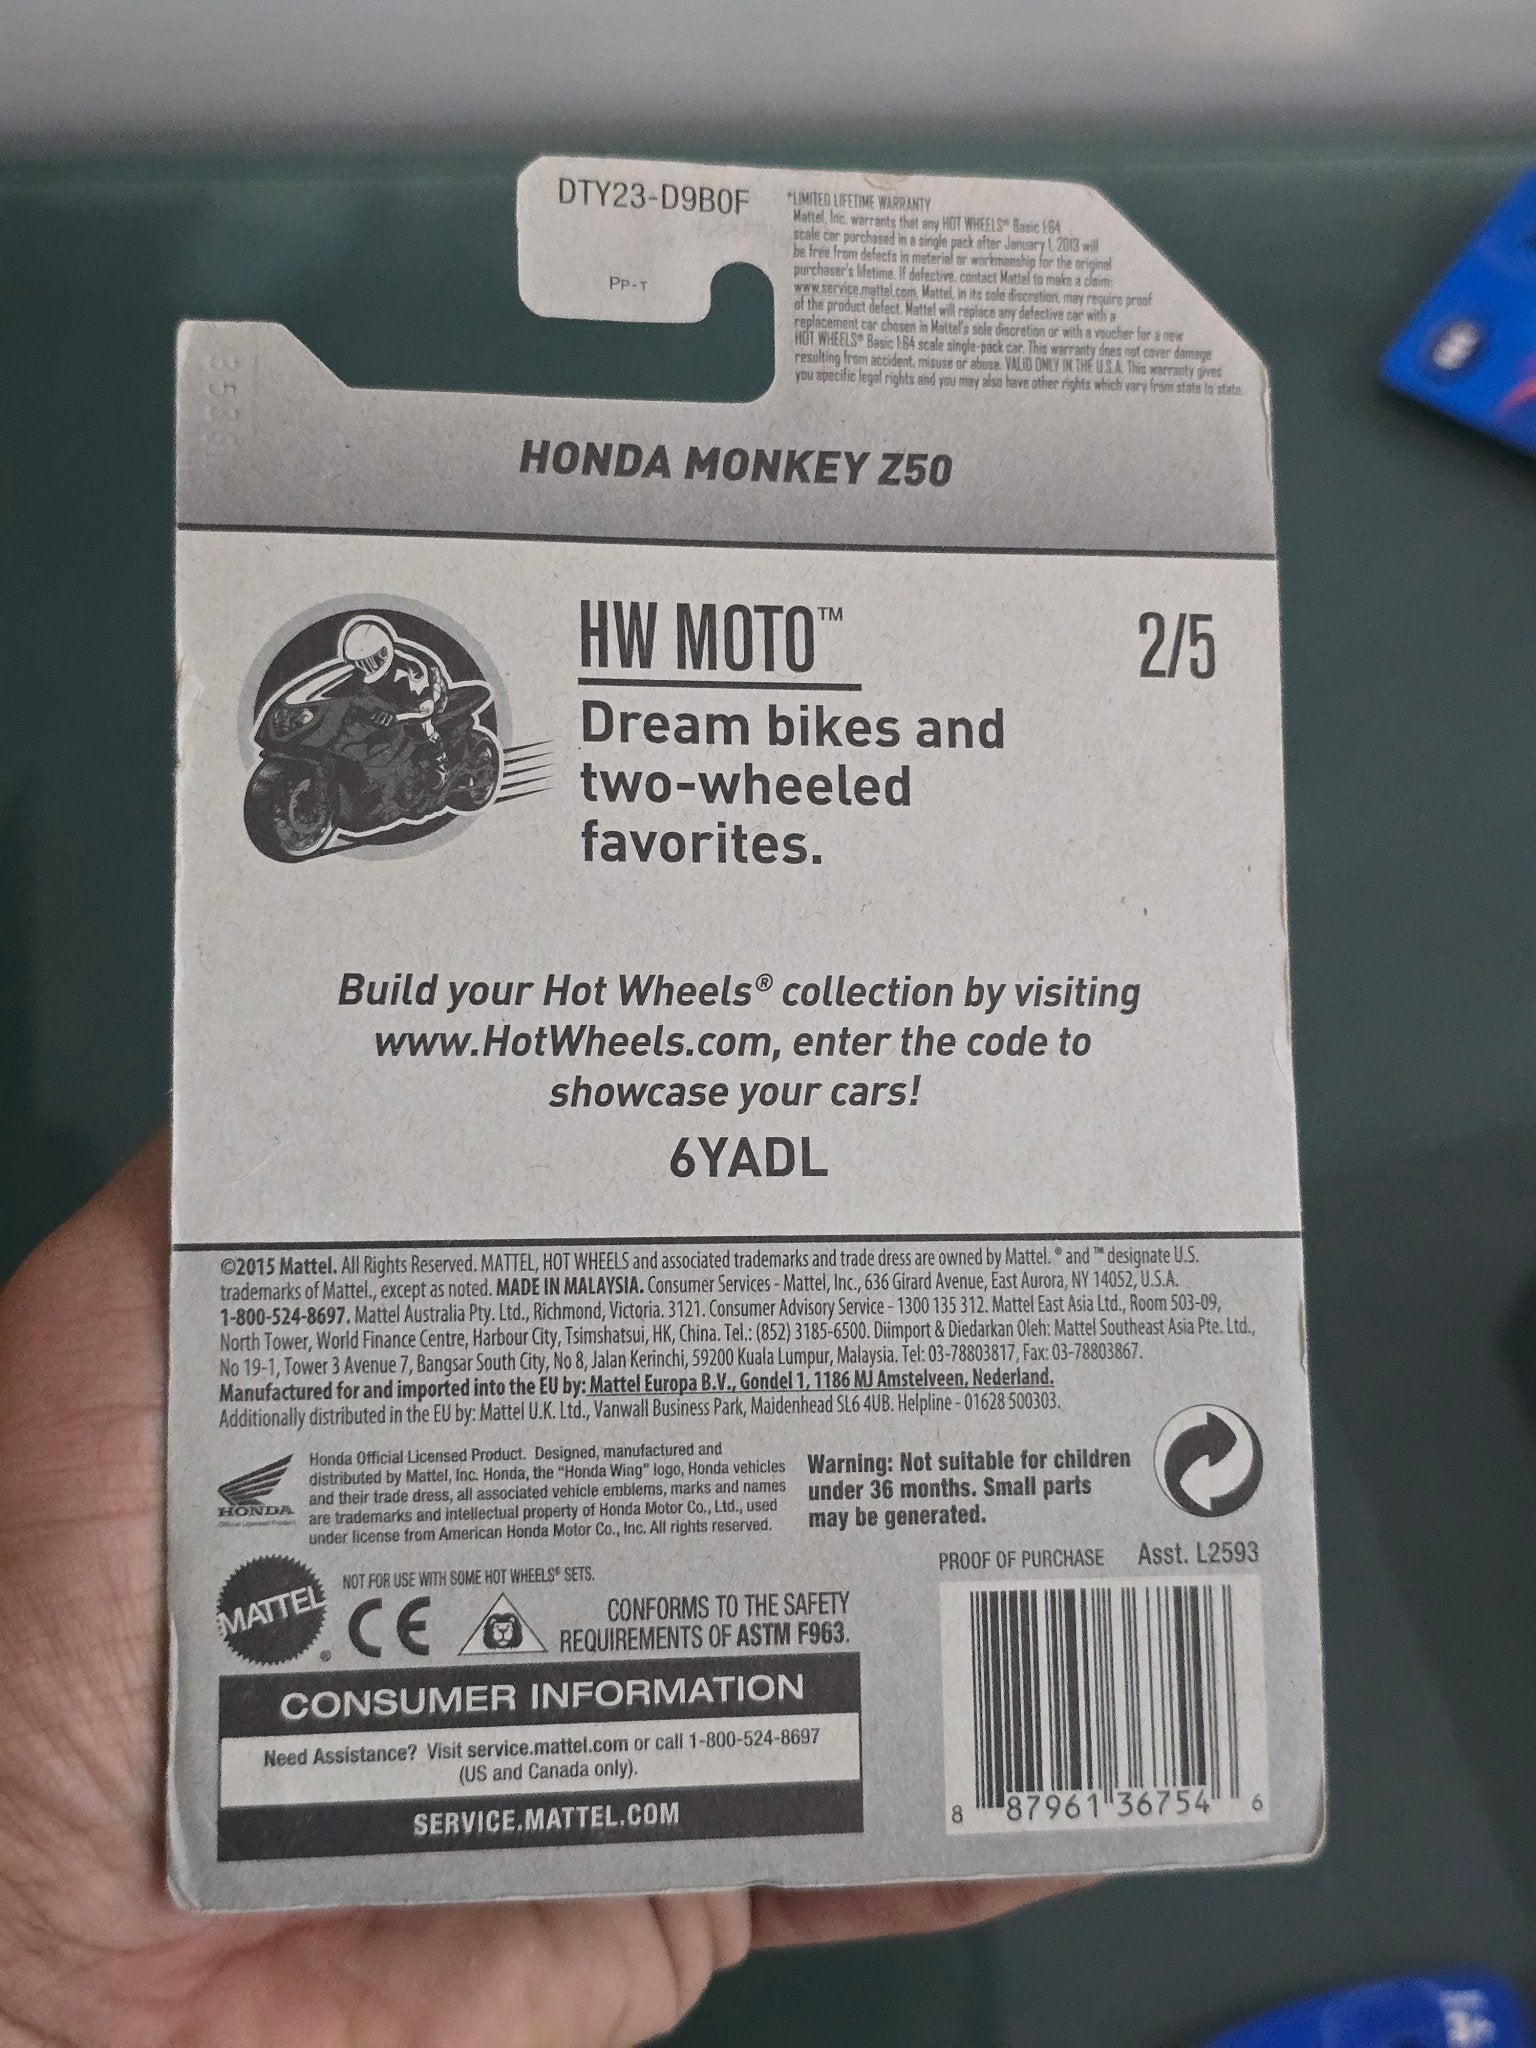 DTY23-D9B0F
PP-T
*LIMITED LIFETIME WARRANTY
Mattel, Inc. warrants that any HOT WHEELS® Basic 1:64
scale car purchased in a single pack after January 1, 2013 will
be free from defects in material or workmanship for the original
purchaser's lifetime. If defective, contact Mattel to make a claim:
www.service.mattel.com. Mattel, in its sole discretion, may require proof
of the product defect. Mattel will replace any defective car with a
replacement car chosen in Mattel's sole discretion or with a voucher for a new
HOT WHEELS® Basic 1:64 scale single-pack car. This warranty does not cover damage
resulting from accident, misuse or abuse. VALID ONLY IN THE U.S.A. This warranty gives
you specific legal rights and you may also have other rights which vary from state to state.
HONDA MONKEY Z50
HW MOTO™
2/5
Dream bikes and
two-wheeled
favorites.
Build your Hot Wheels® collection by visiting
www.HotWheels.com, enter the code to
showcase your cars!
6YADL
©2015 Mattel. All Rights Reserved. MATTEL, HOT WHEELS and associated trademarks and trade dress are owned by Mattel. ® and ™ designate U.S.
trademarks of Mattel., except as noted. MADE IN MALAYSIA. Consumer Services - Mattel, Inc., 636 Girard Avenue, East Aurora, NY 14052, U.S.A.
1-800-524-8697. Mattel Australia Pty. Ltd., Richmond, Victoria. 3121. Consumer Advisory Service - 1300 135 312. Mattel East Asia Ltd., Room 503-09,
North Tower, World Finance Centre, Harbour City, Tsimshatsui, HK, China. Tel.: (852) 3185-6500. Diimport & Diedarkan Oleh: Mattel Southeast Asia Pte. Ltd.,
No 19-1, Tower 3 Avenue 7, Bangsar South City, No 8, Jalan Kerinchi, 59200 Kuala Lumpur, Malaysia. Tel: 03-78803817, Fax: 03-78803867.
Manufactured for and imported into the EU by: Mattel Europa B.V., Gondel 1, 1186 MJ Amstelveen, Nederland.
Additionally distributed in the EU by: Mattel U.K. Ltd., Vanwall Business Park, Maidenhead SL6 4UB. Helpline - 01628 500303.
HONDA
Official Licensed Product
Honda Official Licensed Product. Designed, manufactured and
distributed by Mattel, Inc. Honda, the "Honda Wing" logo, Honda vehicles
and their trade dress, all associated vehicle emblems, marks and names
are trademarks and intellectual property of Honda Motor Co., Ltd., used
under license from American Honda Motor Co., Inc. All rights reserved.
Warning: Not suitable for children
under 36 months. Small parts
may be generated.
PROOF OF PURCHASE
Asst. L2593
MATTEL®
NOT FOR USE WITH SOME HOT WHEELS® SETS.
CE
CONFORMS TO THE SAFETY
REQUIREMENTS OF ASTM F963.
CONSUMER INFORMATION
Need Assistance? Visit service.mattel.com or call 1-800-524-8697
(US and Canada only).
SERVICE.MATTEL.COM
8 87961 36754 6